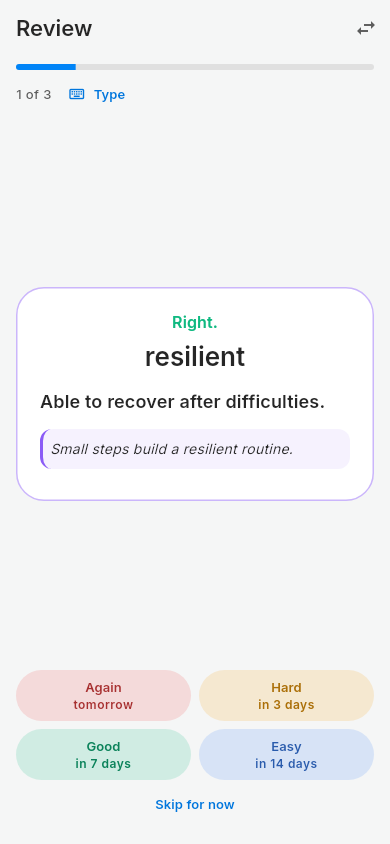 Review
1 of 3 Type
Right.
resilient
Able to recover after difficulties.
Small steps build a resilient routine.
Again
tomorrow
Hard
in 3 days
Good
in 7 days
Easy
in 14 days
Skip for now